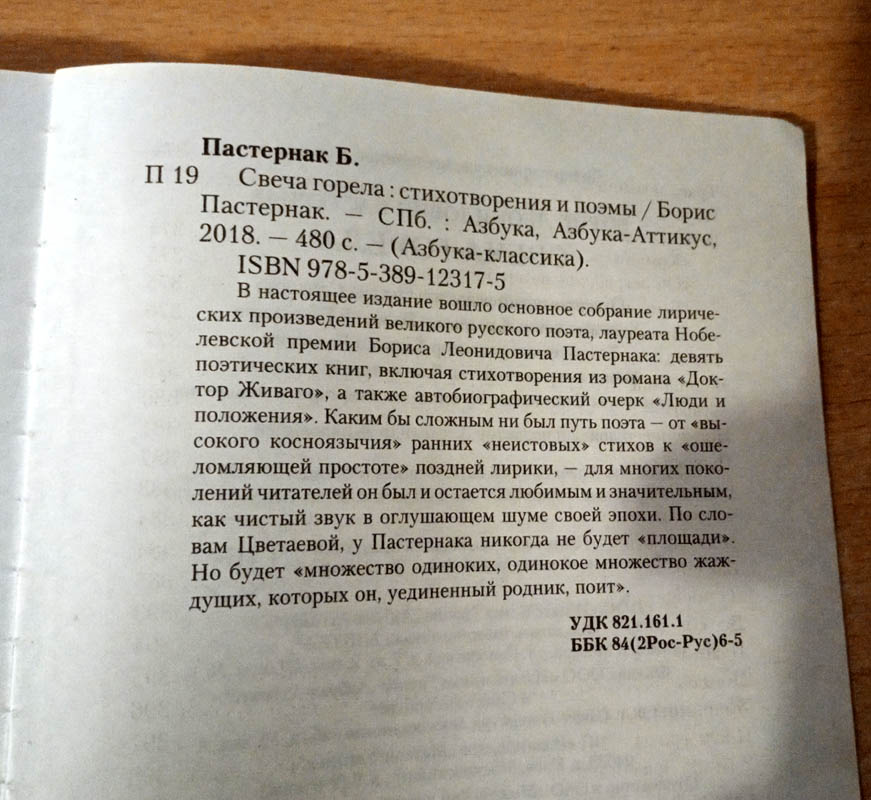 Пастернак Б.
П 19 Свеча горела : стихотворения и поэмы / Борис
Пастернак. — СПб. : Азбука, Азбука-Аттикус,
2018. — 480 с. — (Азбука-классика).
ISBN 978-5-389-12317-5
В настоящее издание вошло основное собрание лириче-
ских произведений великого русского поэта, лауреата Нобе-
левской премии Бориса Леонидовича Пастернака: девять
поэтических книг, включая стихотворения из романа «Док-
тор Живаго», а также автобиографический очерк «Люди и
положения». Каким бы сложным ни был путь поэта — от «вы-
сокого косноязычия» ранних «неистовых» стихов к «оше-
ломляющей простоте» поздней лирики, — для многих поко-
лений читателей он был и остается любимым и значительным,
как чистый звук в оглушающем шуме своей эпохи. По сло-
вам Цветаевой, у Пастернака никогда не будет «площади».
Но будет «множество одиноких, одинокое множество жаж-
дущих, которых он, уединенный родник, поит».
УДК 821.161.1
ББК 84(2Рос-Рус)6-5